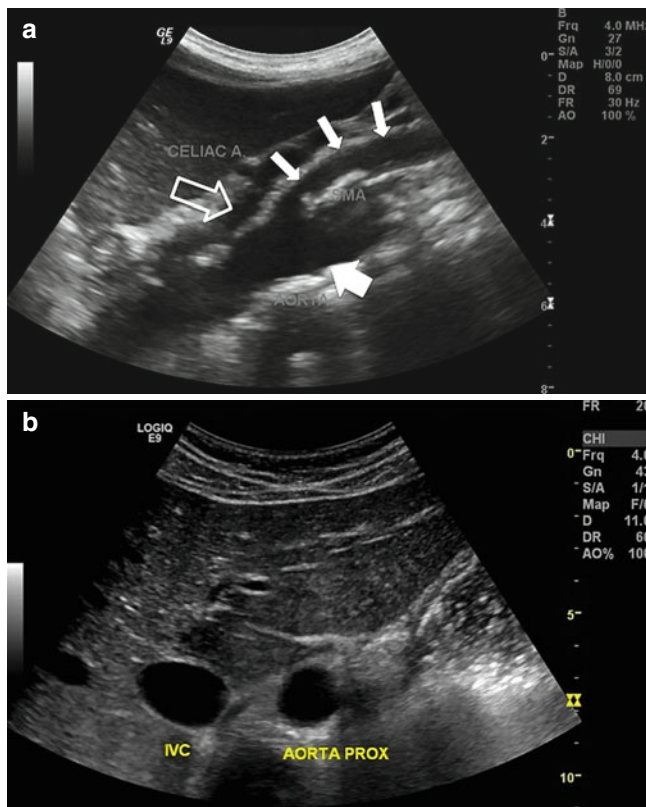 a
GE
L9
CELIAC A.
SMA
AORTA
B
Frq 4.0 MHz
Gn 27
S/A 3/2
Map H/0/0
D 8.0 cm
DR 69
FR 30 Hz
AO 100 %
0
2
4
6
8
b
LOGIQ
E9
IVC
AORTA PROX
FR
CHI
Frq
Gn
S/A
Map
D
DR
AO%
0
5
10